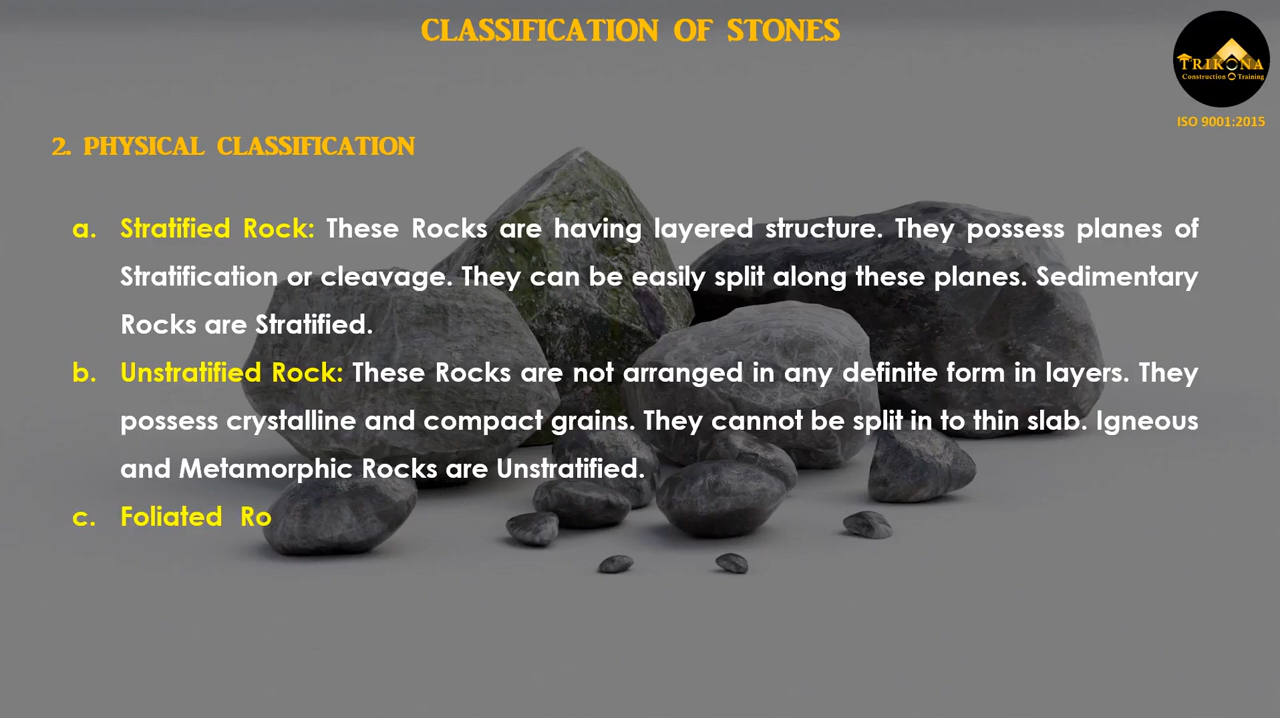 CLASSIFICATION OF STONES
TRIKONA
Construction Training
ISO 9001:2015
2. PHYSICAL CLASSIFICATION
a. Stratified Rock: These Rocks are having layered structure. They possess planes of
Stratification or cleavage. They can be easily split along these planes. Sedimentary
Rocks are Stratified.
b. Unstratified Rock: These Rocks are not arranged in any definite form in layers. They
possess crystalline and compact grains. They cannot be split in to thin slab. Igneous
and Metamorphic Rocks are Unstratified.
c. Foliated Ro